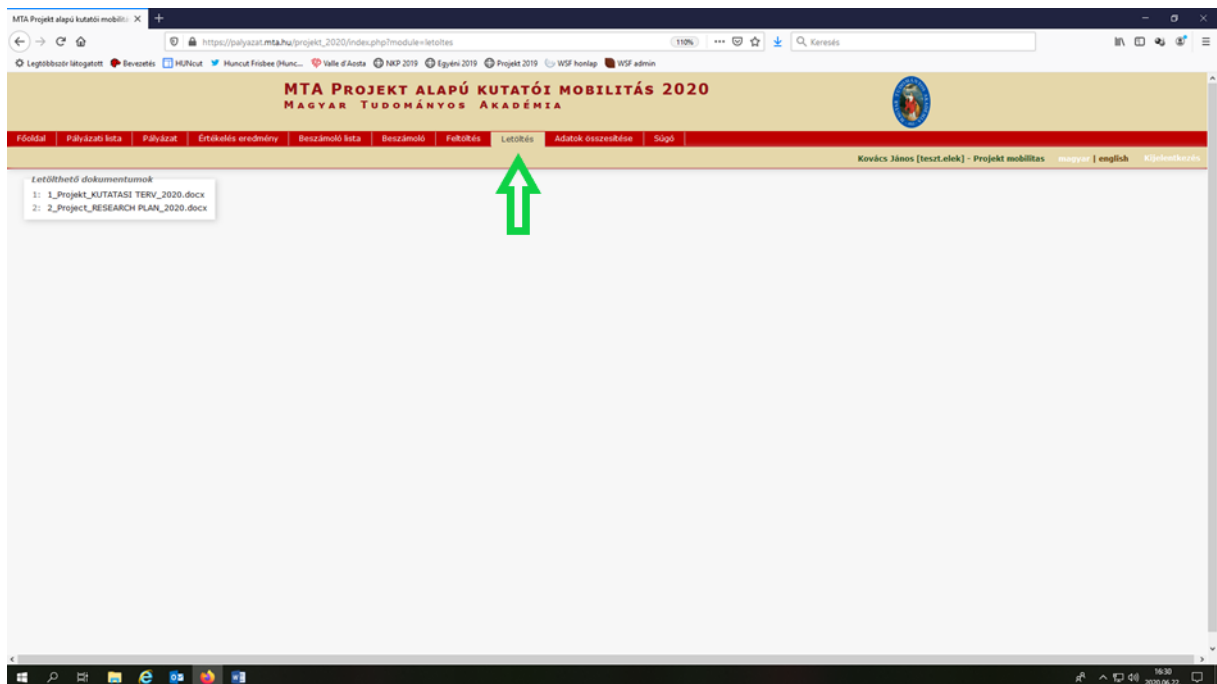 MTA Projekt alapú kutatói mobilitá
https://palyazat.mta.hu/projekt_2020/index.php?module=letoltes
110%
Keresés
Legtöbbször látogatott Bevezetés HUNcut Huncut Frisbee (Hunc... Valle d'Aosta NKP 2019 Egyéni 2019 Projekt 2019 WSF honlap WSF admin
MTA PROJEKT ALAPÚ KUTATÓI MOBILITÁS 2020
MAGYAR TUDOMÁNYOS AKADÉMIA
Főoldal Pályázati lista Pályázat Értékelés eredmény Beszámoló lista Beszámoló Feltöltés Letöltés Adatok összesítése Súgó
Kovács János [teszt.elek] - Projekt mobilitas magyar | english Kijelentkezés
Letölthető dokumentumok
1: 1_Projekt_KUTATASI TERV_2020.docx
2: 2_Project_RESEARCH PLAN_2020.docx
16:30
2020.06.22.